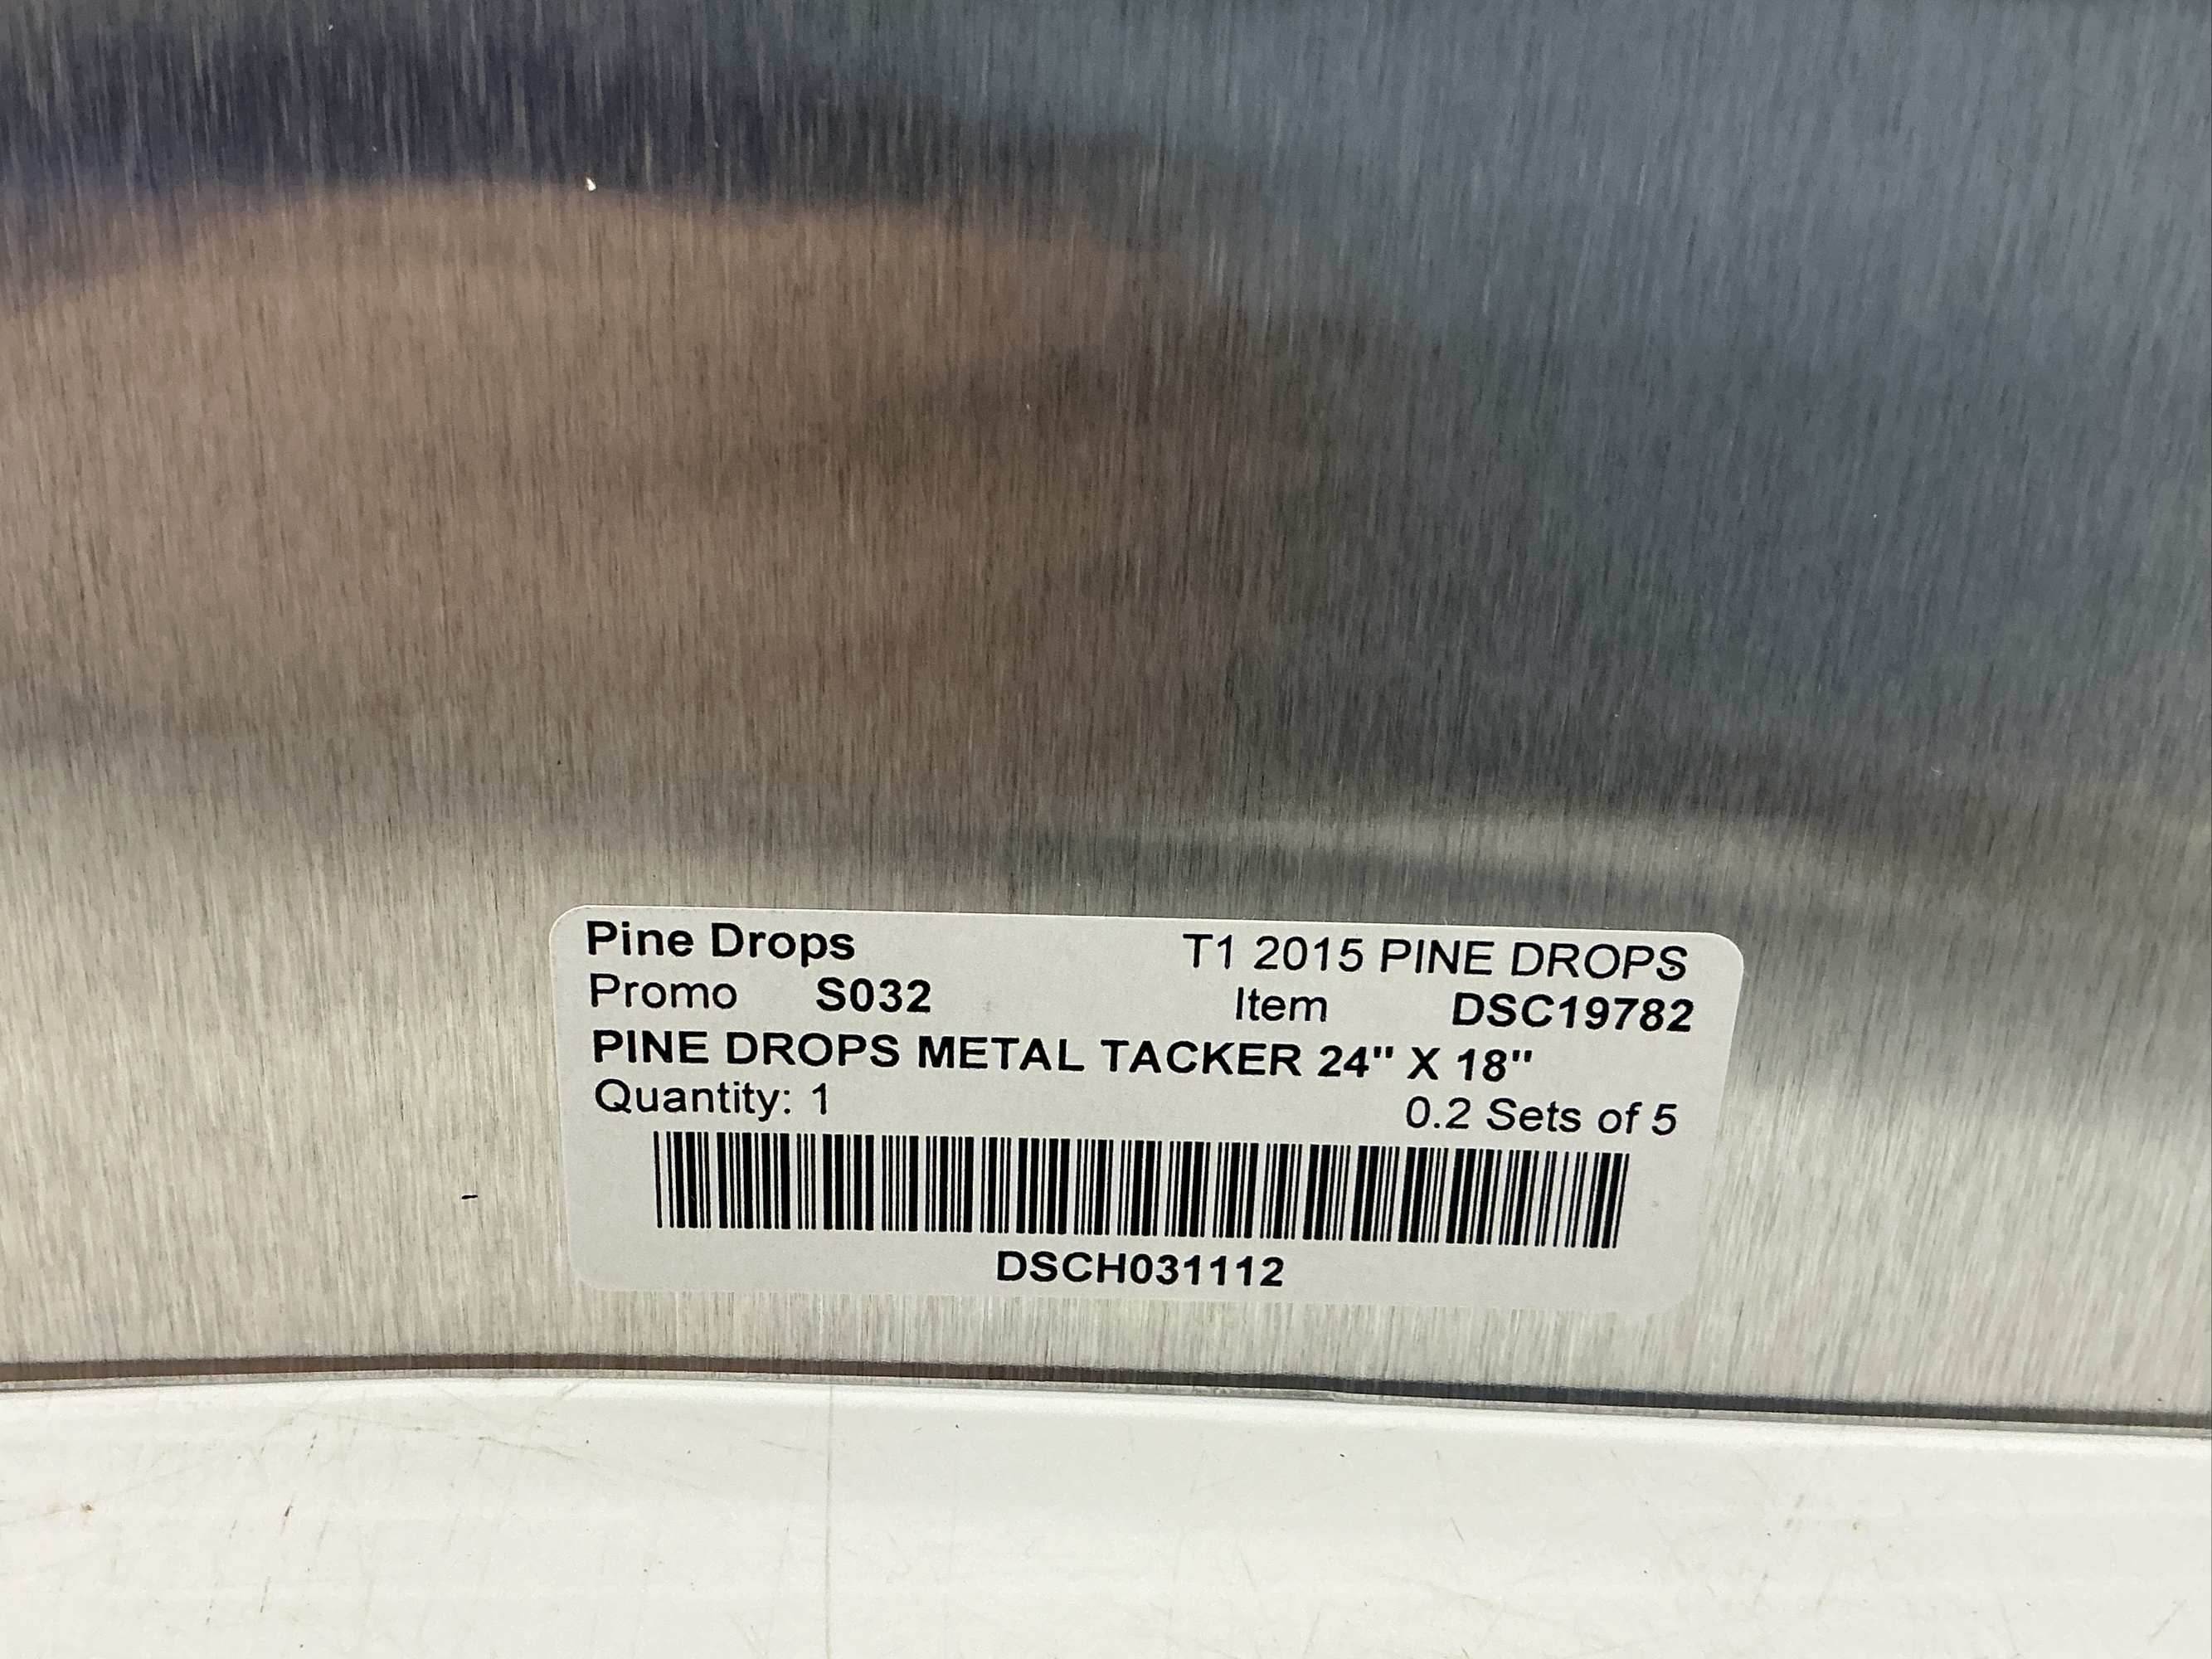 Pine Drops T1 2015 PINE DROPS
Promo S032 Item DSC19782
PINE DROPS METAL TACKER 24" X 18"
Quantity: 1 0.2 Sets of 5
DSCH031112